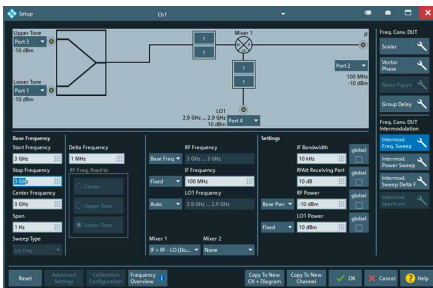 Setup
Ch1
Upper Tone
Port 3
-10 dBm
Lower Tone
Port 1
-10 dBm
1
1
Mixer 1
1
1
IF
Port 2
100 MHz
-10 dBm
LO1
2.9 GHz ... 2.9 GHz
10 dBm
Port 4
Freq. Conv. DUT
Scalar
Vector
Phase
Noise Figure
Group Delay
Freq. Conv. DUT
Intermodulation
Intermod.
Freq. Sweep
Intermod.
Power Sweep
Intermod.
Sweep Delta F
Intermod.
Spectrum
Base Frequency
Start Frequency
3 GHz
Stop Frequency
3 GHz
Center Frequency
3 GHz
Span
1 Hz
Sweep Type
Lin Freq
Delta Frequency
1 MHz
RF Freq. Fixed to
Center
Upper Tone
Lower Tone
RF Frequency
Base Freq
3 GHz ... 3 GHz
IF Frequency
Fixed
100 MHz
LO1 Frequency
Auto
2.9 GHz ... 2.9 GHz
Mixer 1
IF = RF - LO (Do...
Mixer 2
None
Settings
IF Bandwidth
10 kHz
global
RFAtt Receiving Port
10 dB
global
RF Power
Base Pwr
-10 dBm
global
LO1 Power
Fixed
10 dBm
global
Reset
Advanced
Settings
Calibration
Configuration
Frequency
Overview
i
Copy To New
Ch + Diagram
Copy To New
Channel
OK
Cancel
Help